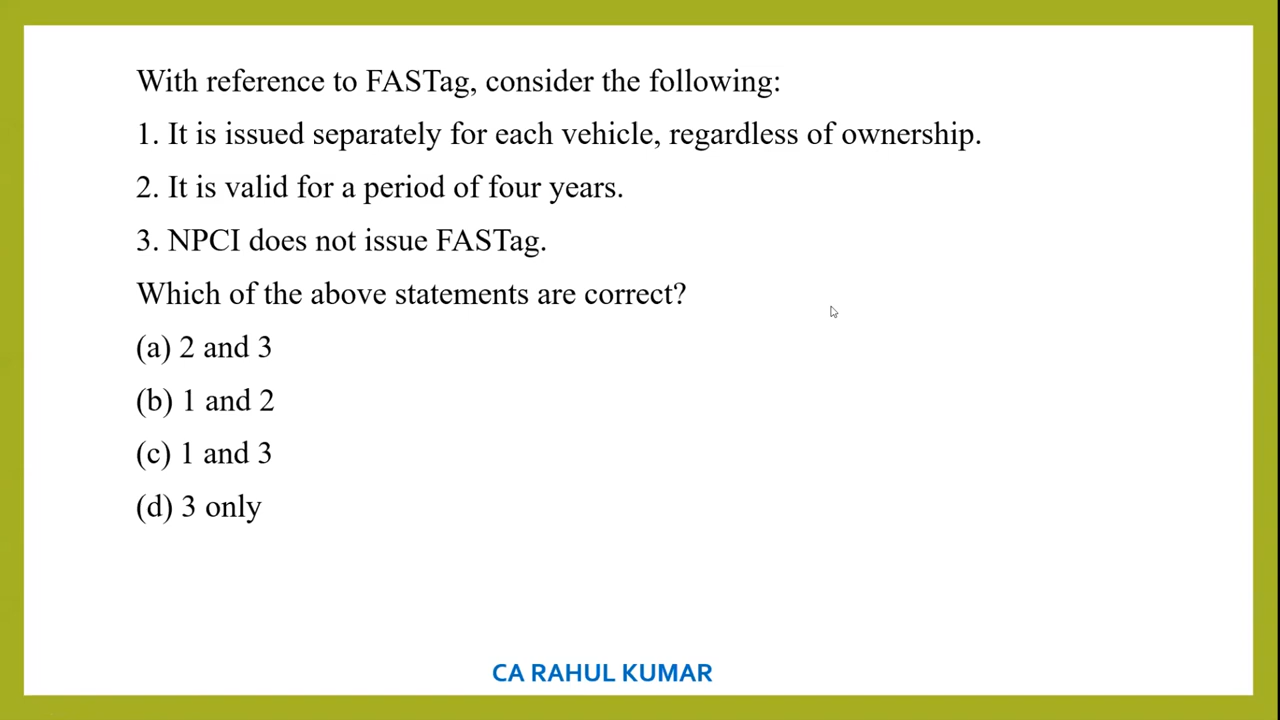 With reference to FASTag, consider the following:
1. It is issued separately for each vehicle, regardless of ownership.
2. It is valid for a period of four years.
3. NPCI does not issue FASTag.
Which of the above statements are correct?
(a) 2 and 3
(b) 1 and 2
(c) 1 and 3
(d) 3 only
CA RAHUL KUMAR